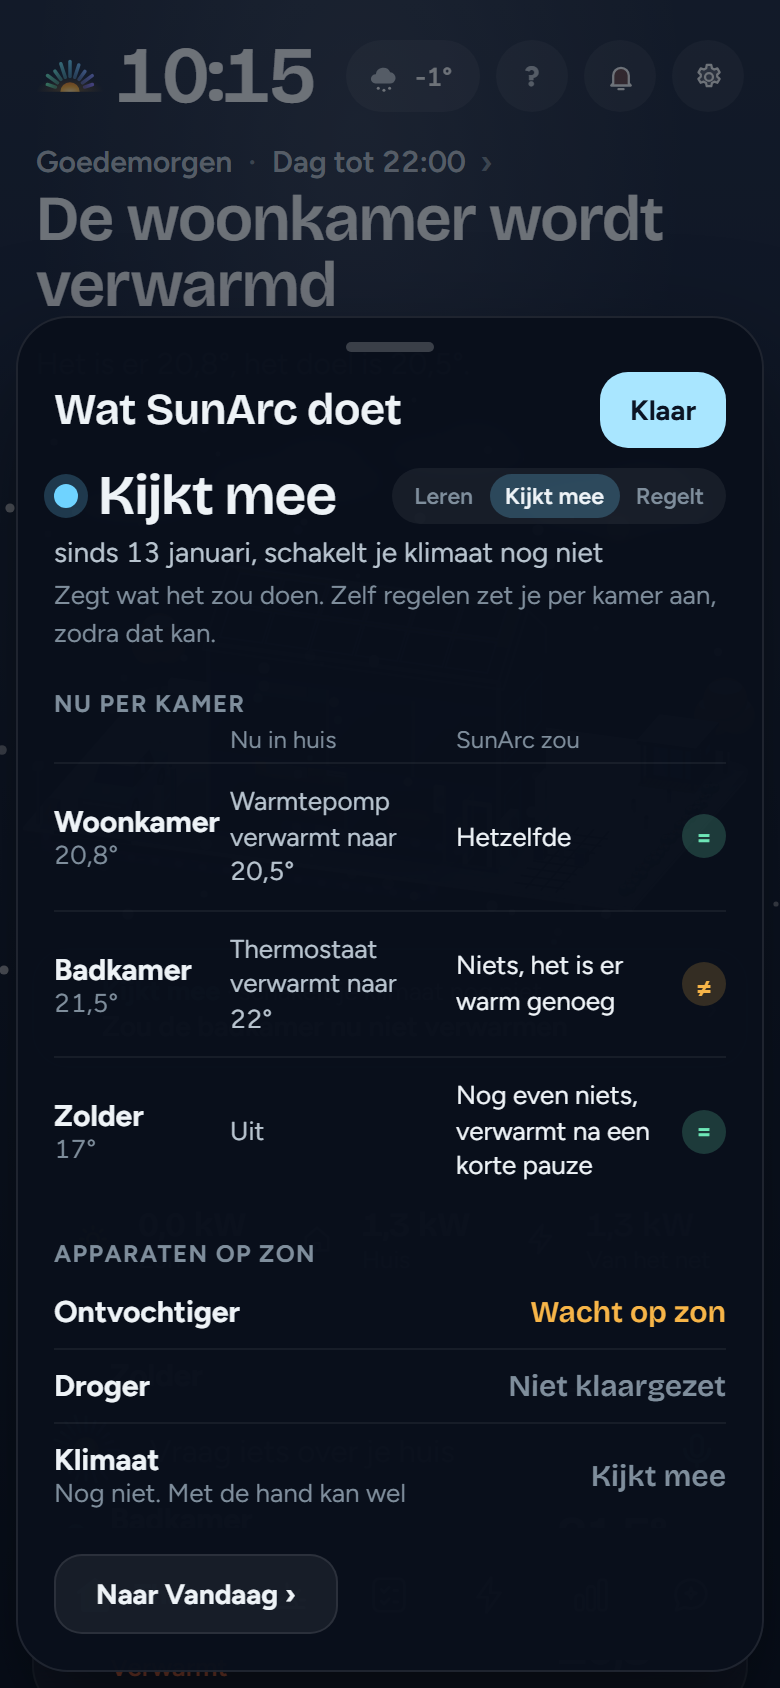 10:15
-1°
?
Goedemorgen · Dag tot 22:00 ›
De woonkamer wordt
verwarmd
Wat SunArc doet
Klaar
Kijkt mee
Leren
Kijkt mee
Regelt
sinds 13 januari, schakelt je klimaat nog niet
Zegt wat het zou doen. Zelf regelen zet je per kamer aan,
zodra dat kan.
NU PER KAMER
Nu in huis
SunArc zou
Woonkamer
20,8°
Warmtepomp
verwarmt naar
20,5°
Hetzelfde
=
Badkamer
21,5°
Thermostaat
verwarmt naar
22°
Niets, het is er
warm genoeg
≠
Zolder
17°
Uit
Nog even niets,
verwarmt na een
korte pauze
=
APPARATEN OP ZON
Ontvochtiger
Wacht op zon
Droger
Niet klaargezet
Klimaat
Nog niet. Met de hand kan wel
Kijkt mee
Naar Vandaag ›